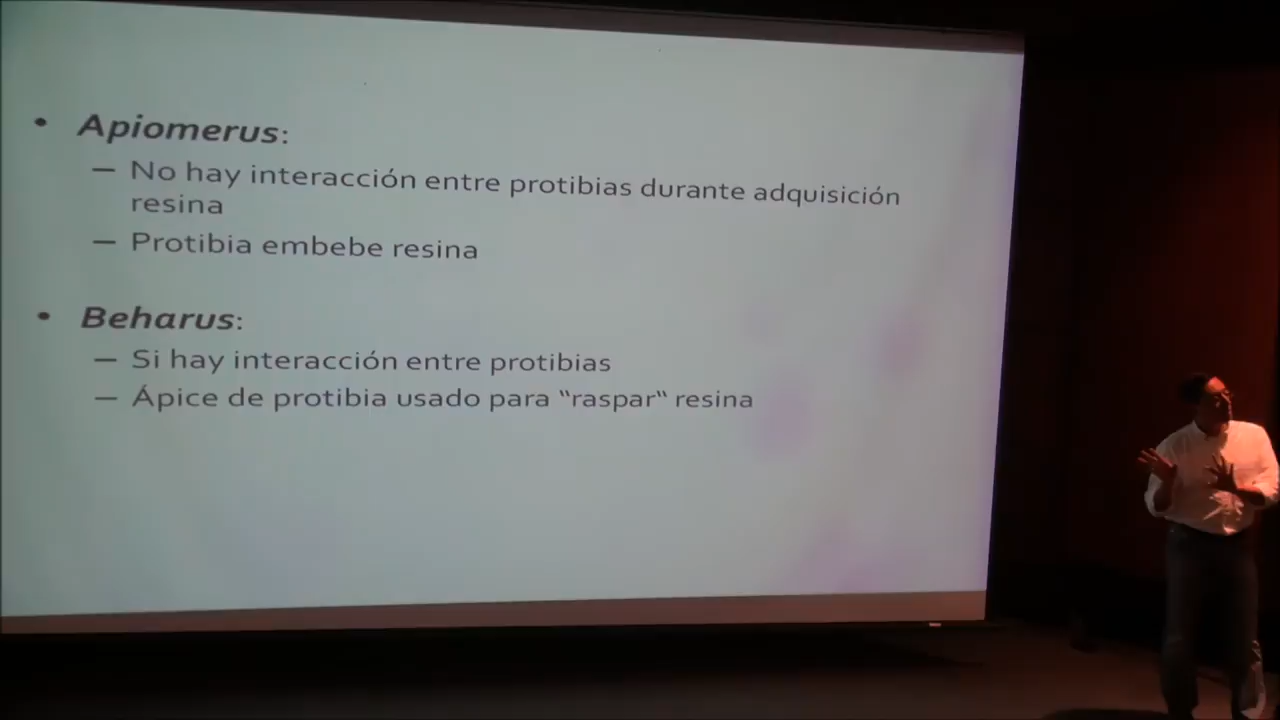 • Apiomerus:
– No hay interacción entre protibias durante adquisición
resina
– Protibia embebe resina
• Beharus:
– Si hay interacción entre protibias
– Ápice de protibia usado para “raspar“ resina